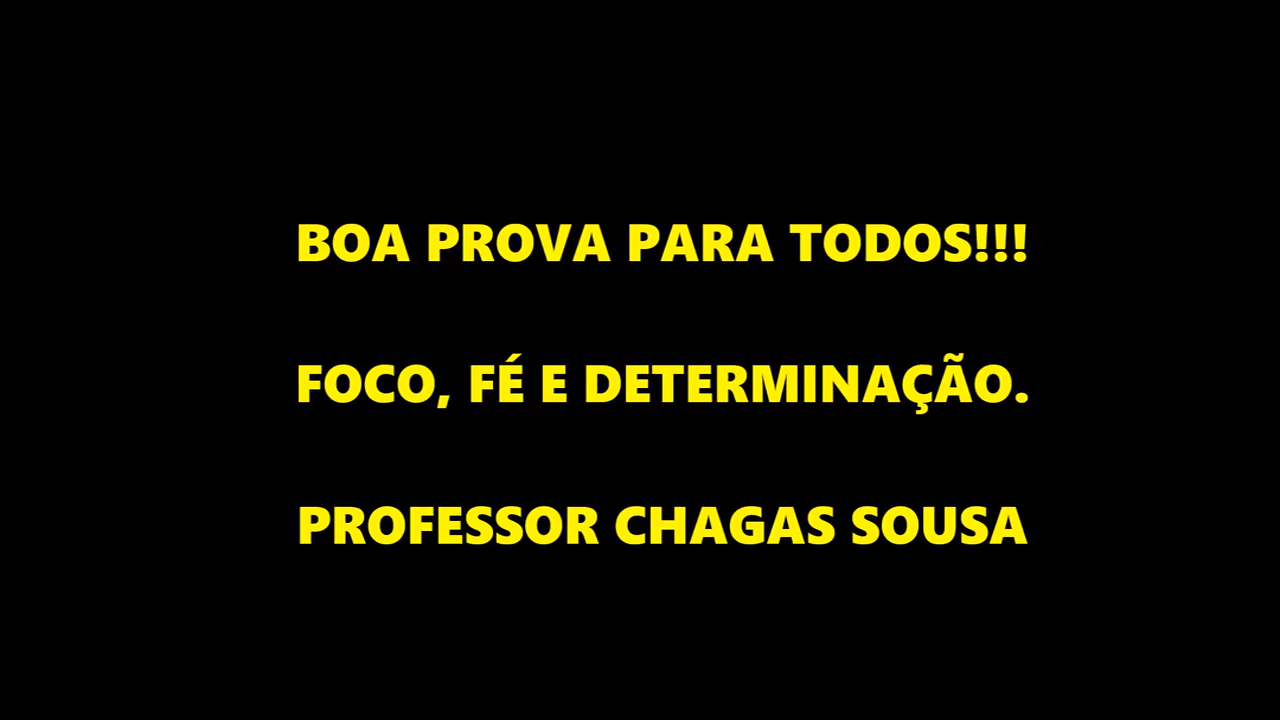 BOA PROVA PARA TODOS!!!
FOCO, FÉ E DETERMINAÇÃO.
PROFESSOR CHAGAS SOUSA